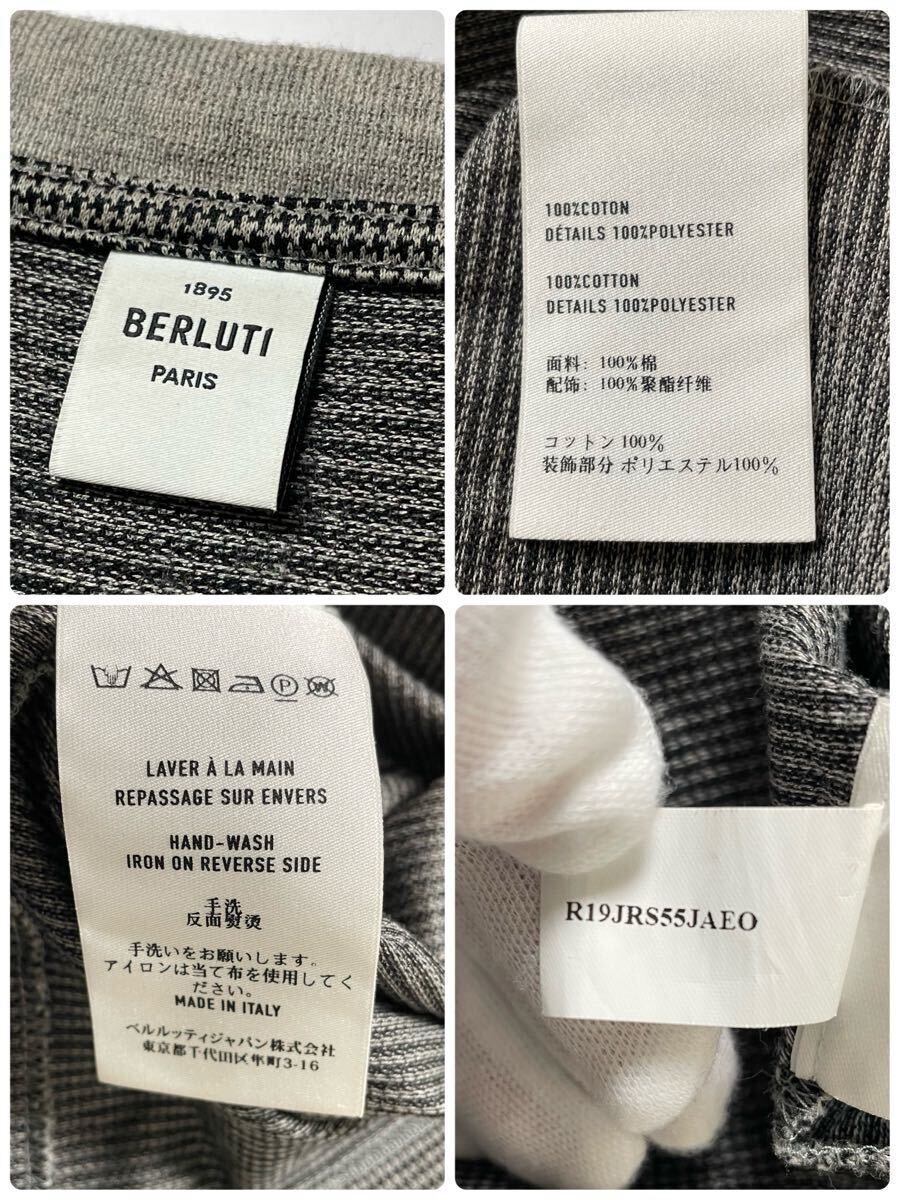 1895
BERLUTI
PARIS
100%COTON
DÉTAILS 100%POLYESTER
100%COTTON
DETAILS 100%POLYESTER
面料: 100%棉
配饰: 100%聚酯纤维
コットン 100%
装飾部分 ポリエステル100%
P
W
LAVER À LA MAIN
REPASSAGE SUR ENVERS
HAND-WASH
IRON ON REVERSE SIDE
手洗
反面熨烫
手洗いをお願いします.
アイロンは当て布を使用してく
ださい。
MADE IN ITALY
ベルルッティジャパン株式会社
東京都千代田区隼町3-16
R19JRS55JAEO